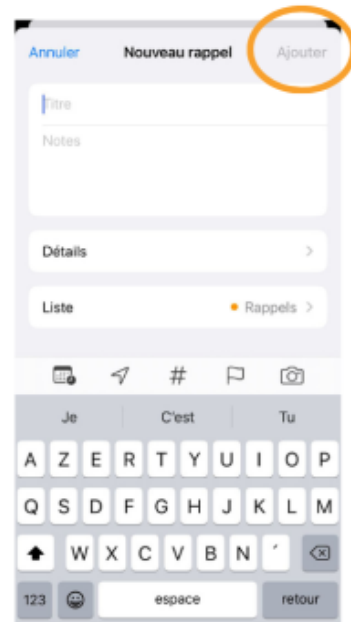 Annuler Nouveau rappel Ajouter
Titre
Notes
Détails
Liste Rappels
#
Je C'est Tu
A Z E R T Y U I O P
Q S D F G H J K L M
W X C V B N ´
123 espace retour